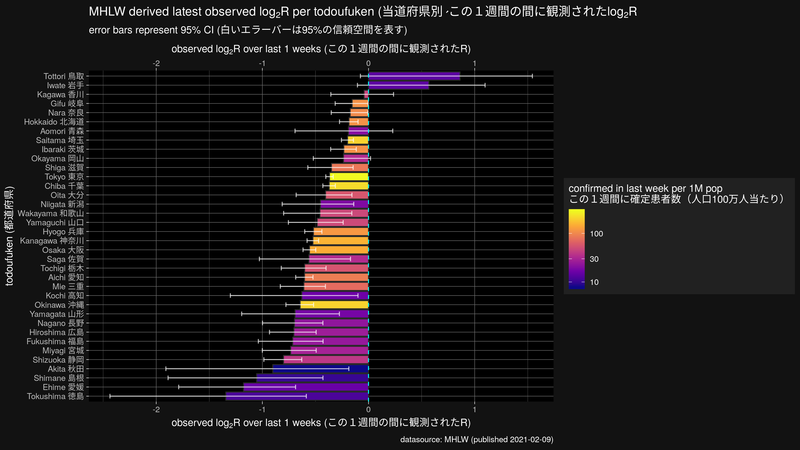 MHLW derived latest observed log2R per todoufuken (当道府県別 -この１週間の間に観測されたlog2R
error bars represent 95% CI (白いエラーバーは95%の信頼空間を表す)
observed log2R over last 1 weeks (この１週間の間に観測されたR)
-2 -1 0 1
todoufuken (都道府県)
Tottori 鳥取
Iwate 岩手
Kagawa 香川
Gifu 岐阜
Nara 奈良
Hokkaido 北海道
Aomori 青森
Saitama 埼玉
Ibaraki 茨城
Okayama 岡山
Shiga 滋賀
Tokyo 東京
Chiba 千葉
Oita 大分
Niigata 新潟
Wakayama 和歌山
Yamaguchi 山口
Hyogo 兵庫
Kanagawa 神奈川
Osaka 大阪
Saga 佐賀
Tochigi 栃木
Aichi 愛知
Mie 三重
Kochi 高知
Okinawa 沖縄
Yamagata 山形
Nagano 長野
Hiroshima 広島
Fukushima 福島
Miyagi 宮城
Shizuoka 静岡
Akita 秋田
Shimane 島根
Ehime 愛媛
Tokushima 徳島
-2 -1 0 1
observed log2R over last 1 weeks (この１週間の間に観測されたR)
datasource: MHLW (published 2021-02-09)
confirmed in last week per 1M pop
この１週間に確定患者数（人口100万人当たり）
100
30
10